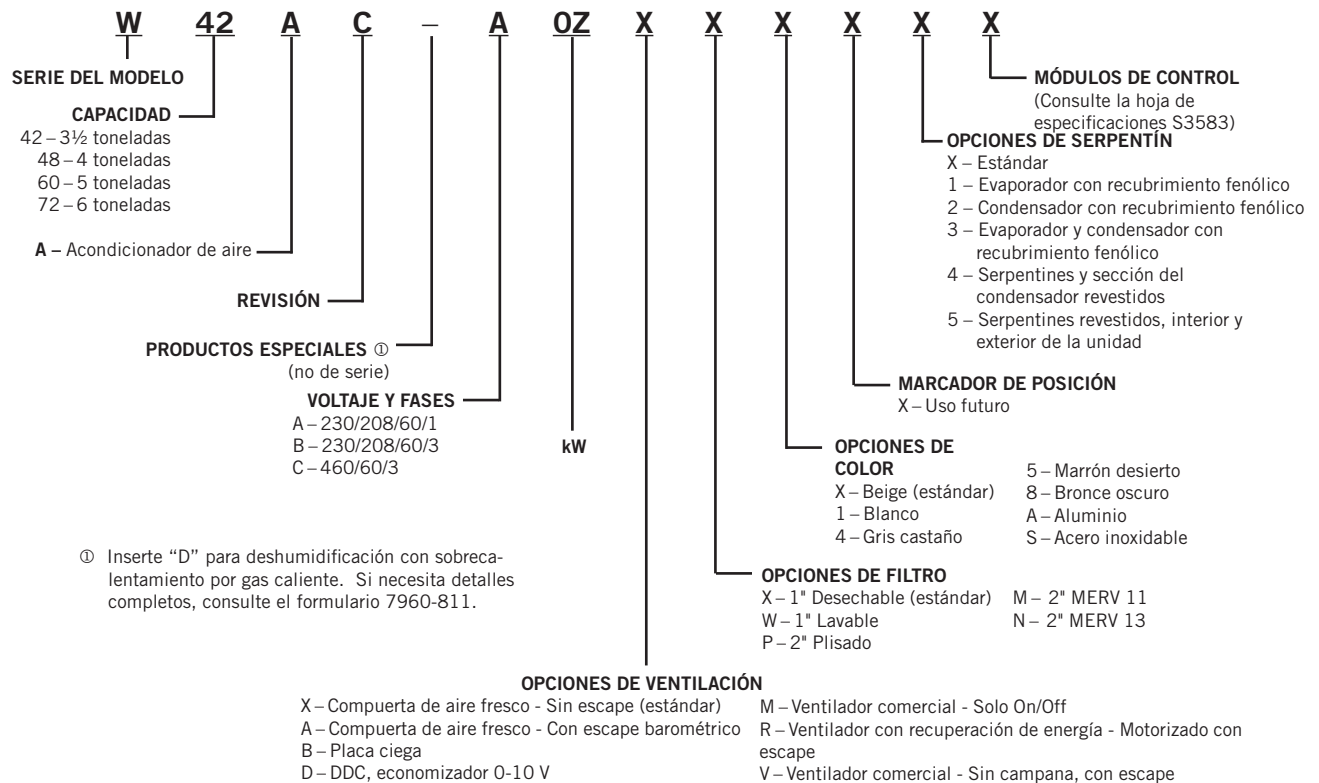 W 42 A C – A 0Z X X X X X X
SERIE DEL MODELO
CAPACIDAD
42 – 3½ toneladas
48 – 4 toneladas
60 – 5 toneladas
72 – 6 toneladas
A – Acondicionador de aire
REVISIÓN
PRODUCTOS ESPECIALES ①
(no de serie)
VOLTAJE Y FASES
A – 230/208/60/1
B – 230/208/60/3
C – 460/60/3
kW
① Inserte “D” para deshumidificación con sobreca-
lentamiento por gas caliente. Si necesita detalles
completos, consulte el formulario 7960-811.
MÓDULOS DE CONTROL
(Consulte la hoja de
especificaciones S3583)
OPCIONES DE SERPENTÍN
X – Estándar
1 – Evaporador con recubrimiento fenólico
2 – Condensador con recubrimiento fenólico
3 – Evaporador y condensador con
recubrimiento fenólico
4 – Serpentines y sección del
condensador revestidos
5 – Serpentines revestidos, interior y
exterior de la unidad
MARCADOR DE POSICIÓN
X – Uso futuro
OPCIONES DE
COLOR
X – Beige (estándar)
1 – Blanco
4 – Gris castaño
5 – Marrón desierto
8 – Bronce oscuro
A – Aluminio
S – Acero inoxidable
OPCIONES DE FILTRO
X – 1" Desechable (estándar)
W – 1" Lavable
P – 2" Plisado
M – 2" MERV 11
N – 2" MERV 13
OPCIONES DE VENTILACIÓN
X – Compuerta de aire fresco - Sin escape (estándar)
A – Compuerta de aire fresco - Con escape barométrico
B – Placa ciega
D – DDC, economizador 0-10 V
M – Ventilador comercial - Solo On/Off
R – Ventilador con recuperación de energía - Motorizado con
escape
V – Ventilador comercial - Sin campana, con escape